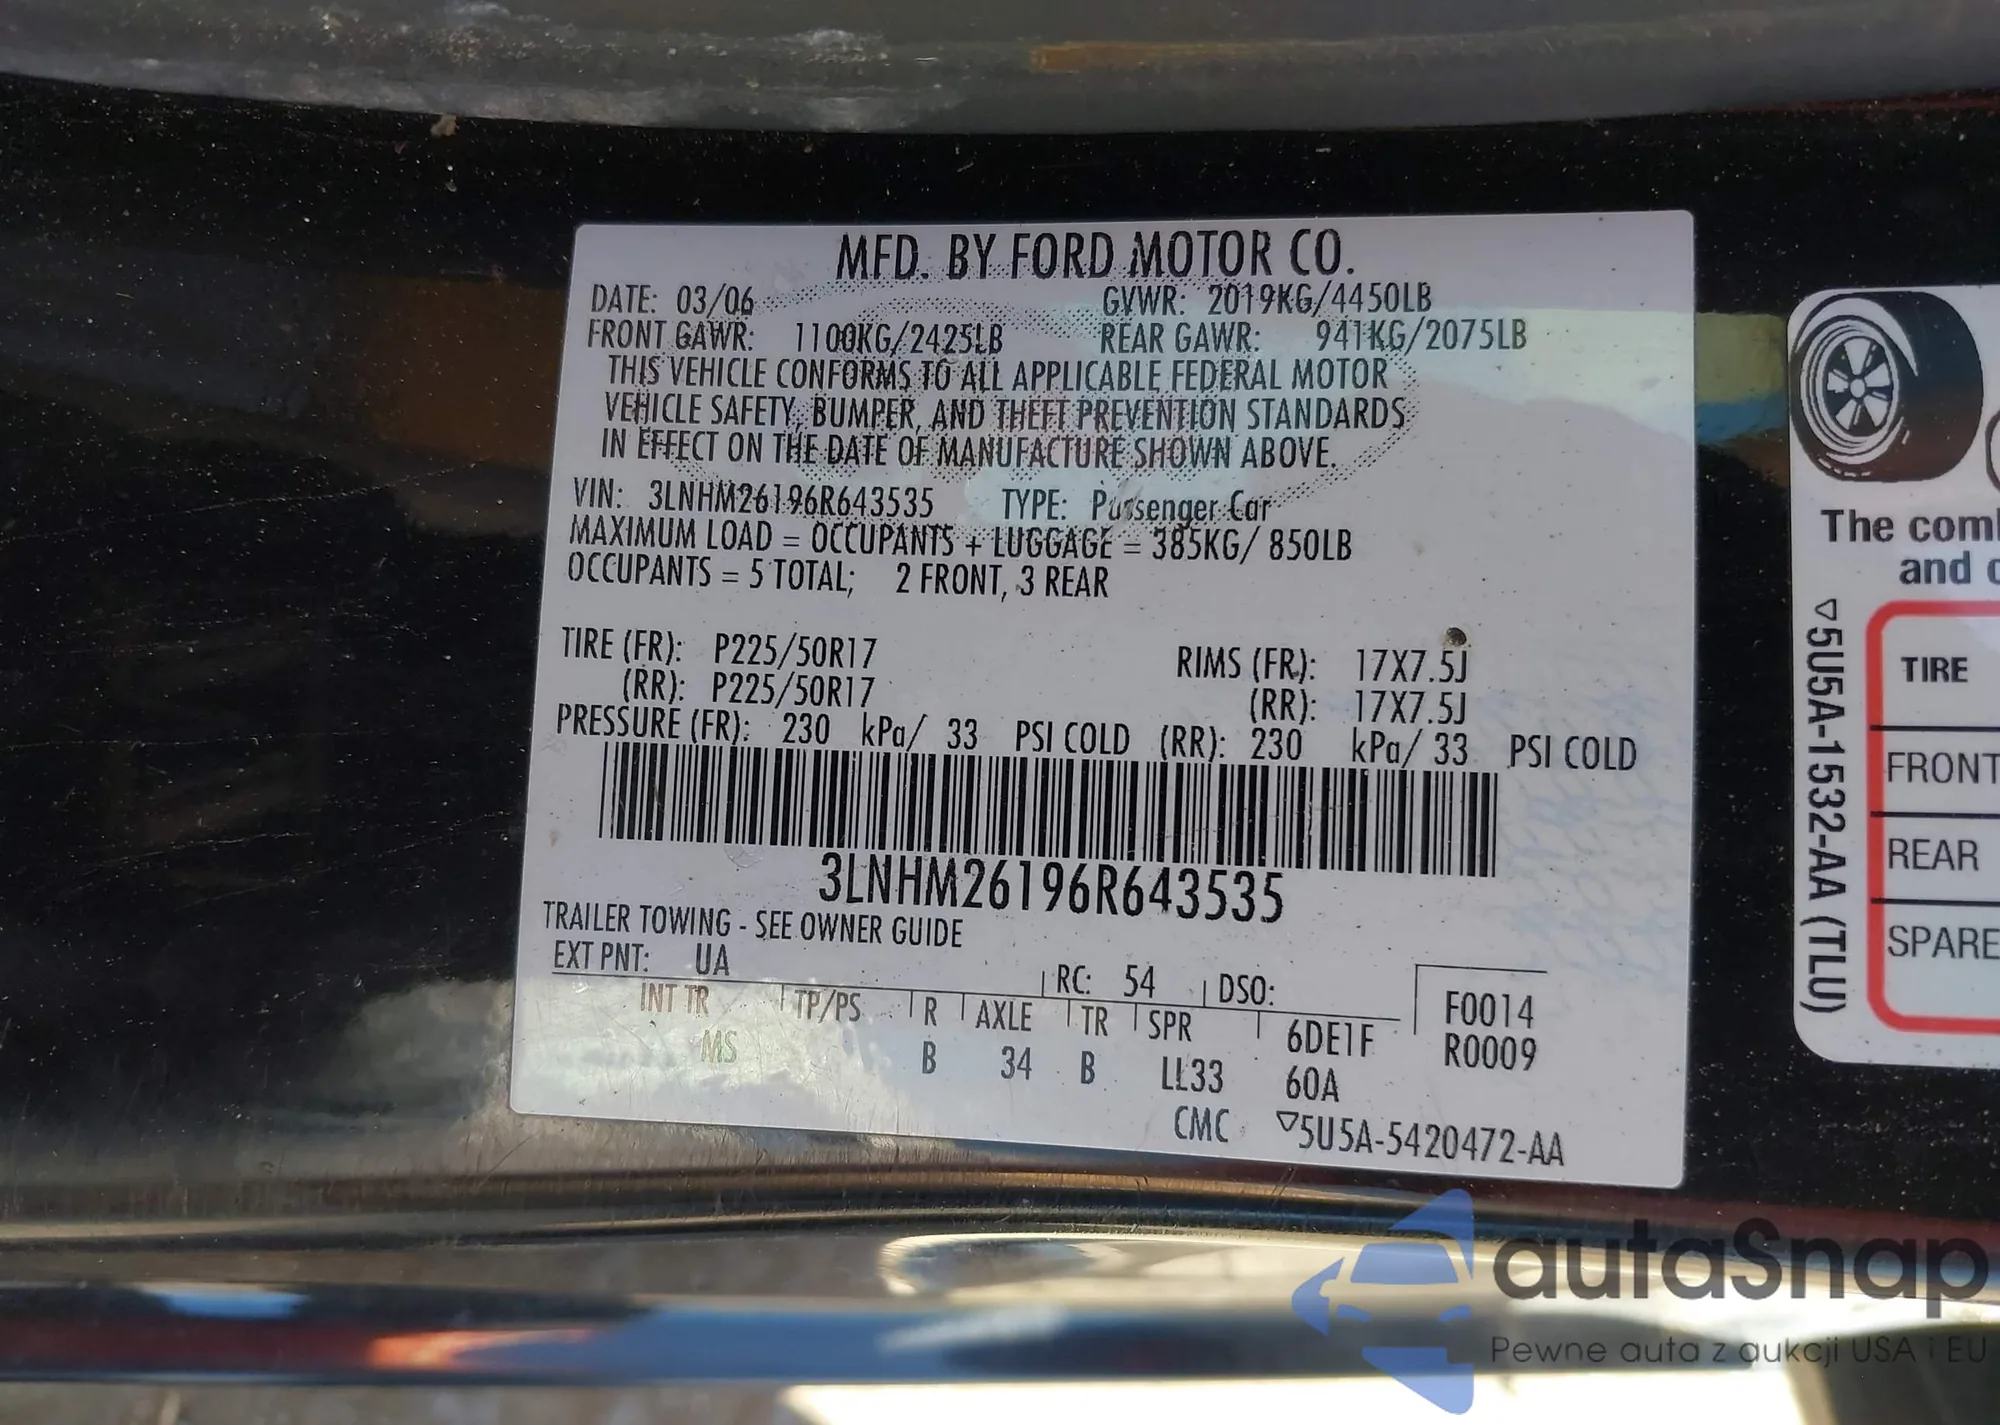 MFD. BY FORD MOTOR CO.
DATE: 03/06 GVWR: 2019KG/4450LB
FRONT GAWR: 1100KG/2425LB REAR GAWR: 941KG/2075LB
THIS VEHICLE CONFORMS TO ALL APPLICABLE FEDERAL MOTOR
VEHICLE SAFETY, BUMPER, AND THEFT PREVENTION STANDARDS
IN EFFECT ON THE DATE OF MANUFACTURE SHOWN ABOVE.
VIN: 3LNHM26196R643535 TYPE: Passenger Car
MAXIMUM LOAD = OCCUPANTS + LUGGAGE = 385KG/ 850LB
OCCUPANTS = 5 TOTAL; 2 FRONT, 3 REAR
TIRE (FR): P225/50R17 RIMS (FR): 17X7.5J
(RR): P225/50R17 (RR): 17X7.5J
PRESSURE (FR): 230 kPa/ 33 PSI COLD (RR): 230 kPa/ 33 PSI COLD
3LNHM26196R643535
TRAILER TOWING - SEE OWNER GUIDE
EXT PNT: UA RC: 54 DSO:
INT TR TP/PS R AXLE TR SPR 6DE1F F0014
MS B 34 B LL33 60A R0009
CMC ▽5U5A-5420472-AA
The com
and
▽5U5A-1532-AA (TLU)
TIRE
FRONT
REAR
SPARE
autaSnap
Pewne auta z aukcji USA i EU